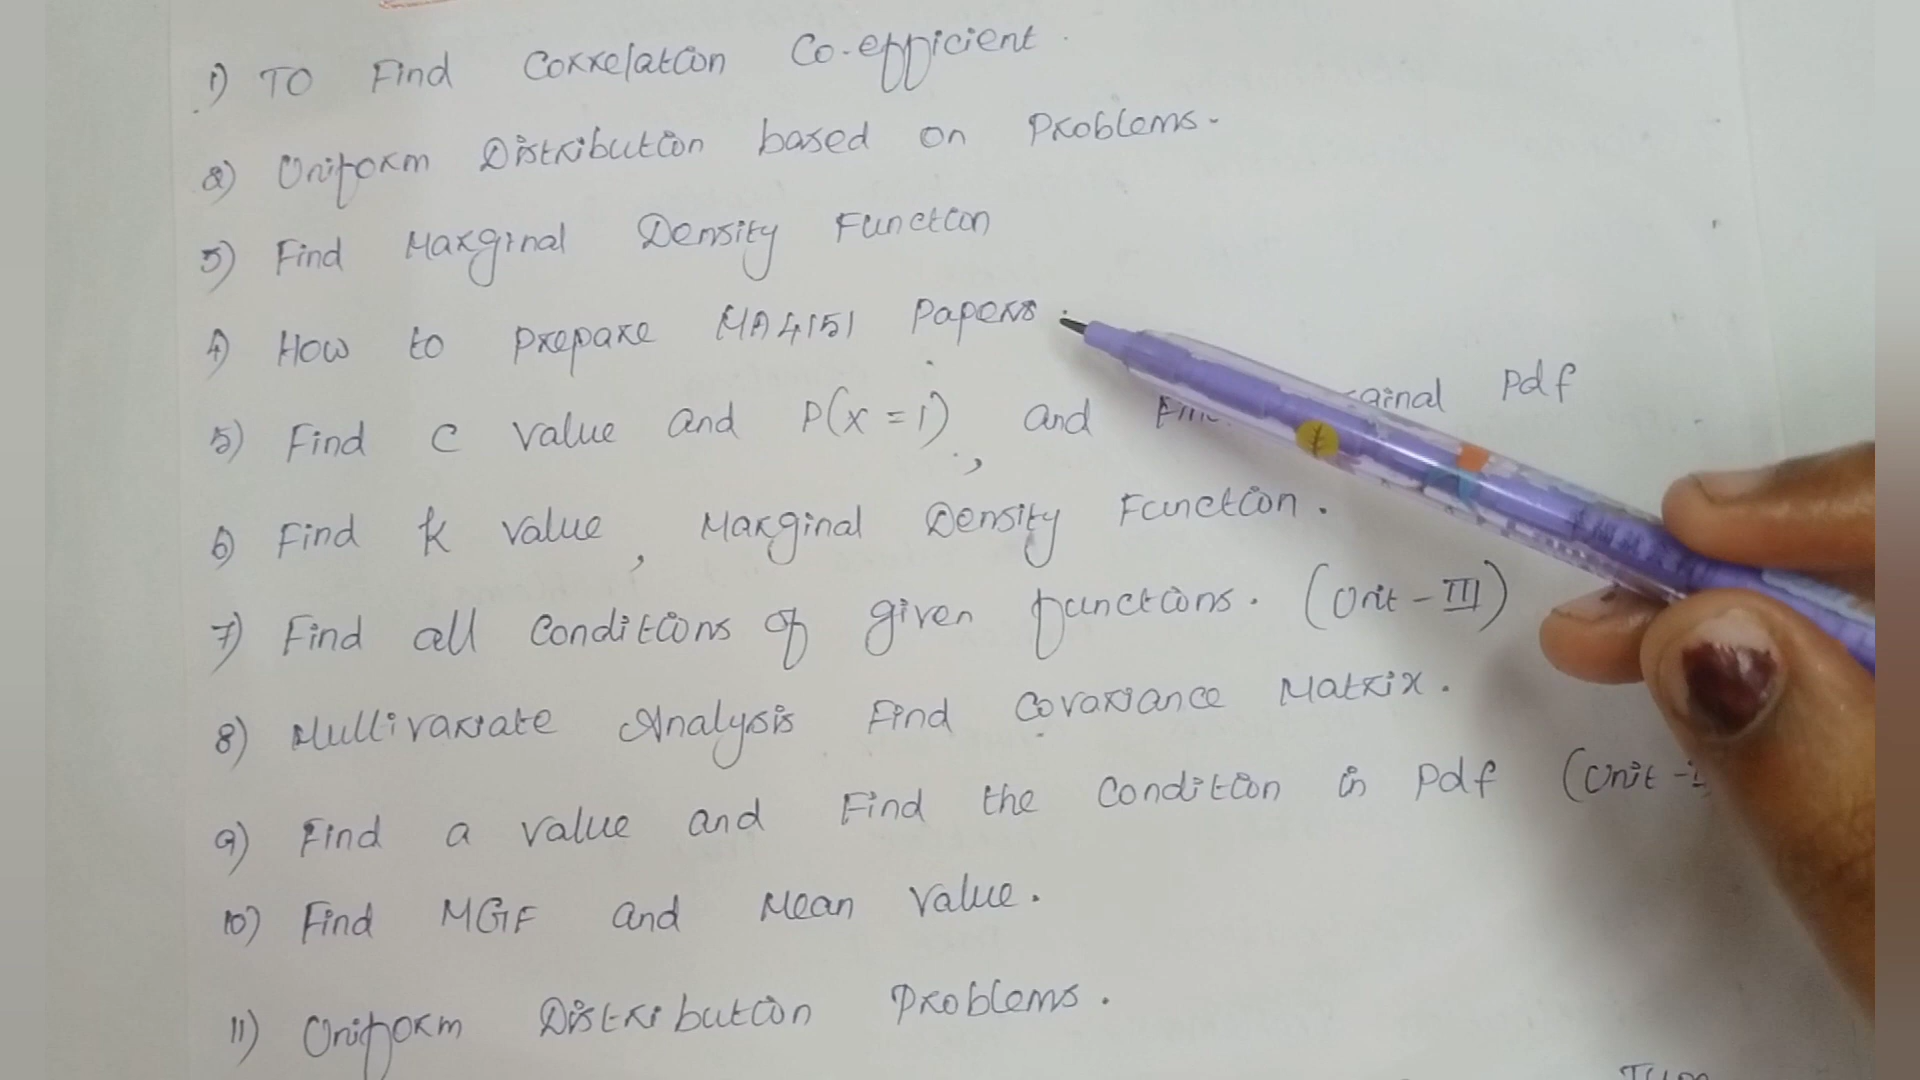 1) TO Find Correlation Co-efficient.
2) Uniform Distribution based on Problems.
3) Find Marginal Density Function
4) How to prepare MA4151 Papers.
5) Find C value and P(x = 1), and ginal Pdf
6) Find k value, Marginal Density Function.
7) Find all conditions of given functions. (Unit - III)
8) Multivariate Analysis Find Covariance Matrix.
9) Find a value and Find the condition in Pdf (Unit -
10) Find MGF and Mean Value.
11) Uniform Distribution Problems.